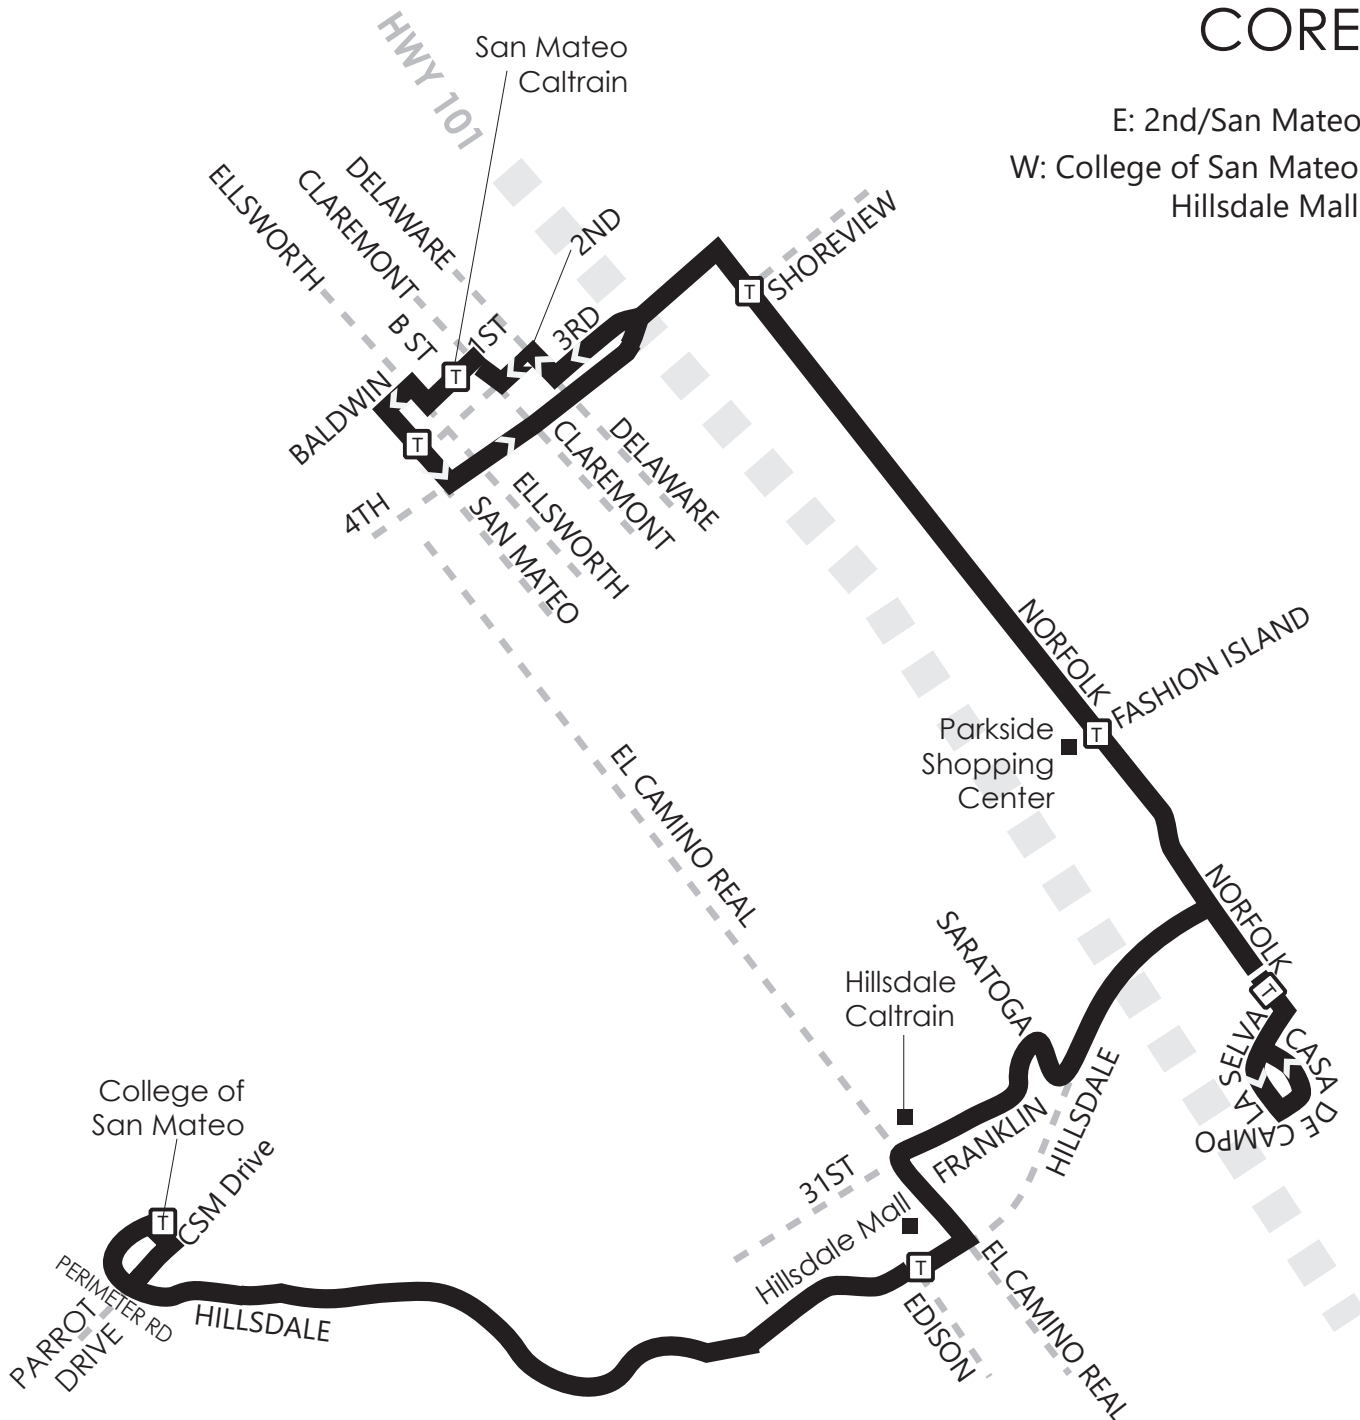 CORE
E: 2nd/San Mateo
W: College of San Mateo
Hillsdale Mall
San Mateo
Caltrain
HWY 101
ELLSWORTH
CLAREMONT
DELAWARE
2ND
SHOREVIEW
T
B ST
1ST
3RD
T
BALDWIN
T
4TH
SAN MATEO
ELLSWORTH
CLAREMONT
DELAWARE
NORFOLK
FASHION ISLAND
T
Parkside
Shopping
Center
EL CAMINO REAL
NORFOLK
SARATOGA
T
Hillsdale
Caltrain
LA SELVA
CASA DE CAMPO
FRANKLIN
HILLSDALE
31ST
Hillsdale Mall
T
EDISON
EL CAMINO REAL
College of
San Mateo
CSM Drive
T
PERIMETER RD
PARROT
DRIVE
HILLSDALE